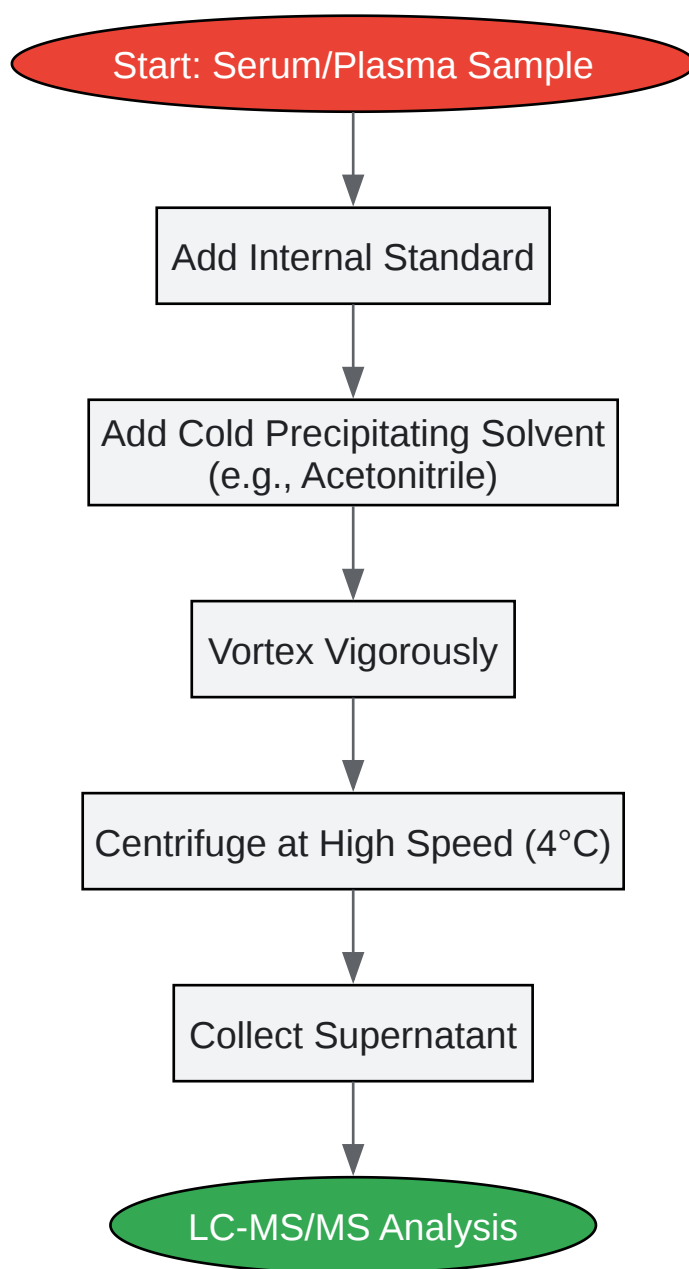 Start: Serum/Plasma Sample
Add Internal Standard
Add Cold Precipitating Solvent
(e.g., Acetonitrile)
Vortex Vigorously
Centrifuge at High Speed (4°C)
Collect Supernatant
LC-MS/MS Analysis